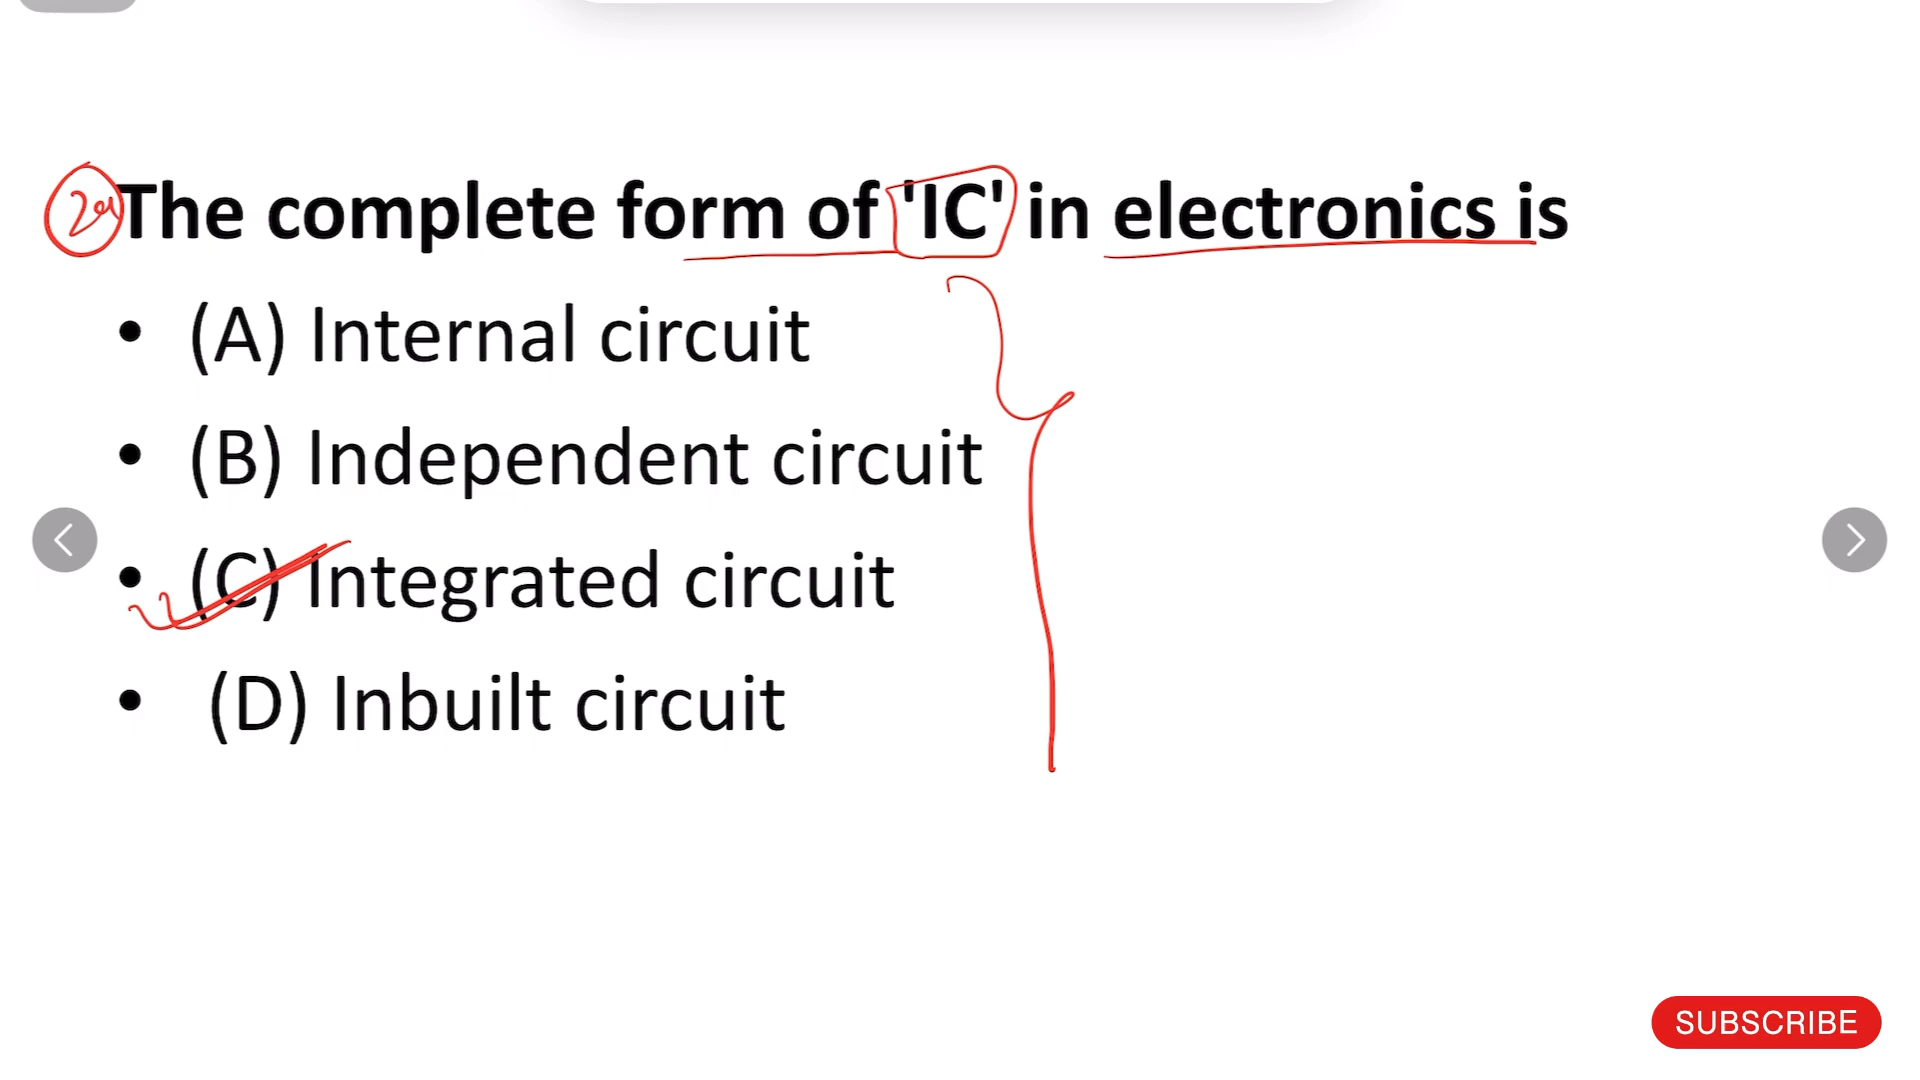 The complete form of 'IC' in electronics is
• (A) Internal circuit
• (B) Independent circuit
• (C) Integrated circuit
• (D) Inbuilt circuit
SUBSCRIBE